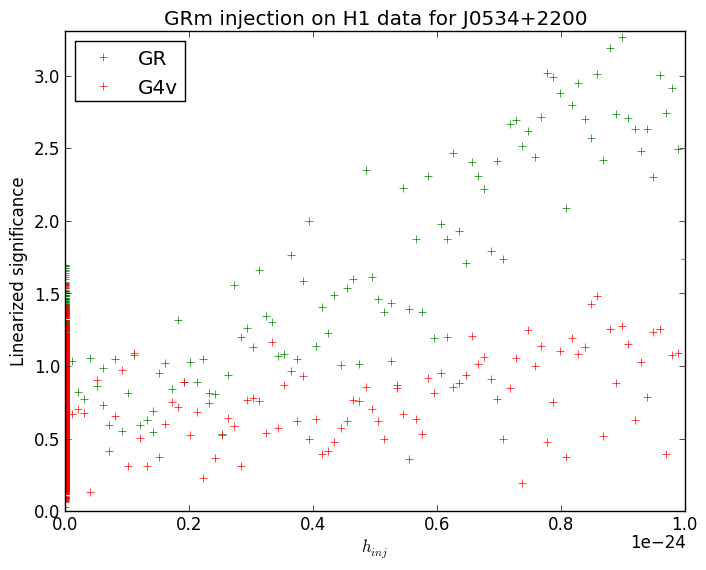 GRm injection on H1 data for J0534+2200
GR
G4v
Linearized significance
3.0
2.5
2.0
1.5
1.0
0.5
0.0
0.0 0.2 0.4 0.6 0.8 1.0
1e−24
h_inj